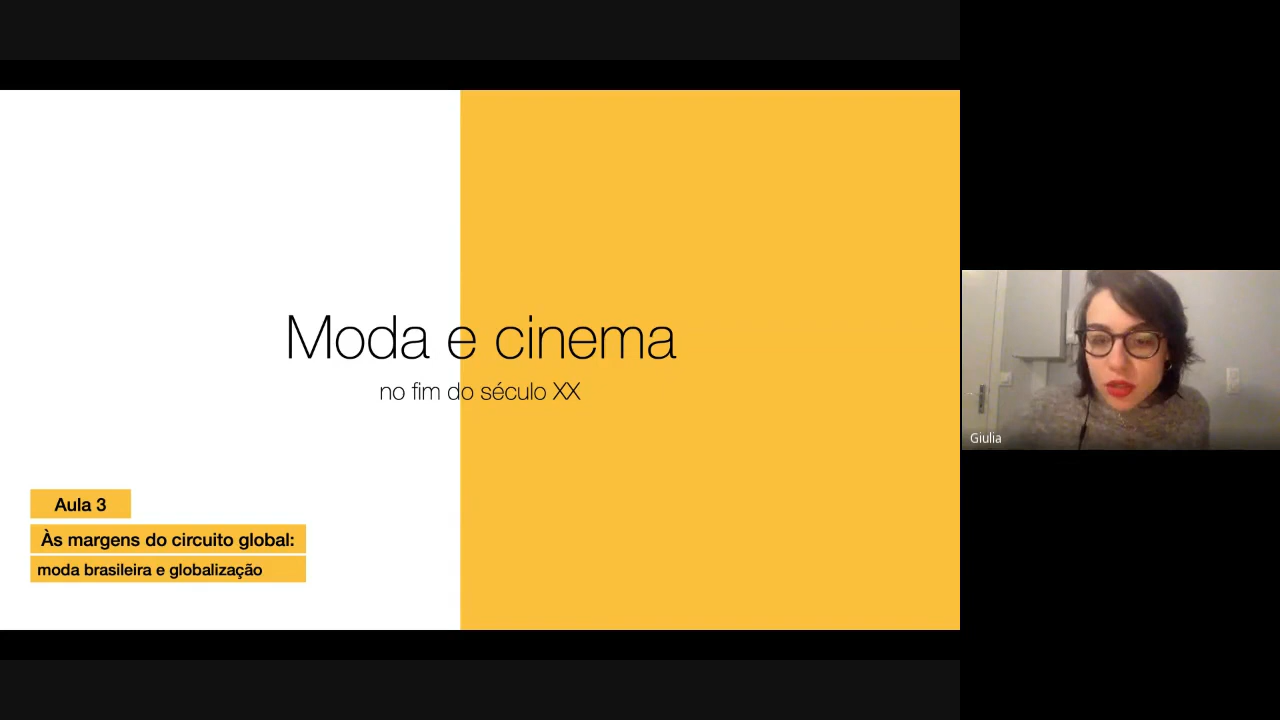 Moda e cinema
no fim do século XX
Aula 3
Às margens do circuito global:
moda brasileira e globalização
Giulia